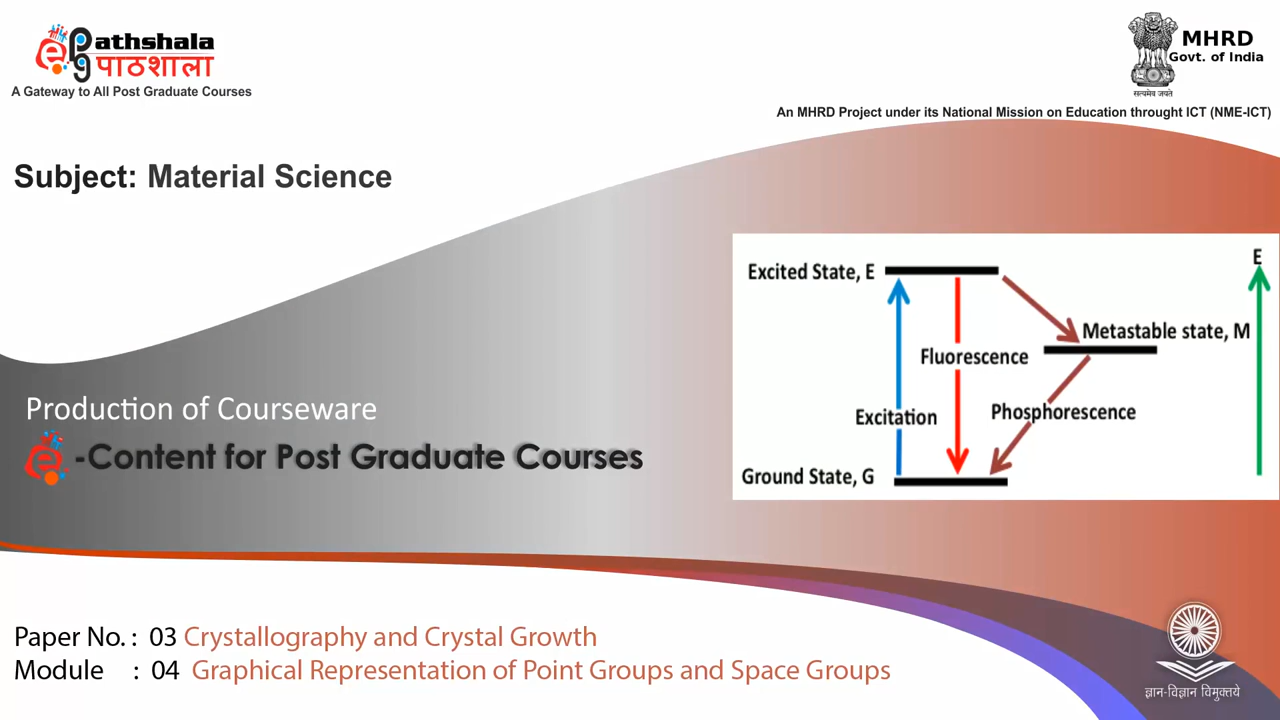 e pg Pathshala
पाठशाला
A Gateway to All Post Graduate Courses
सत्यमेव जयते
MHRD
Govt. of India
An MHRD Project under its National Mission on Education throught ICT (NME-ICT)
Subject: Material Science
E
Excited State, E
Metastable state, M
Fluorescence
Excitation
Phosphorescence
Ground State, G
Production of Courseware
e -Content for Post Graduate Courses
Paper No. : 03 Crystallography and Crystal Growth
Module : 04 Graphical Representation of Point Groups and Space Groups
ज्ञान-विज्ञान विमुक्तये